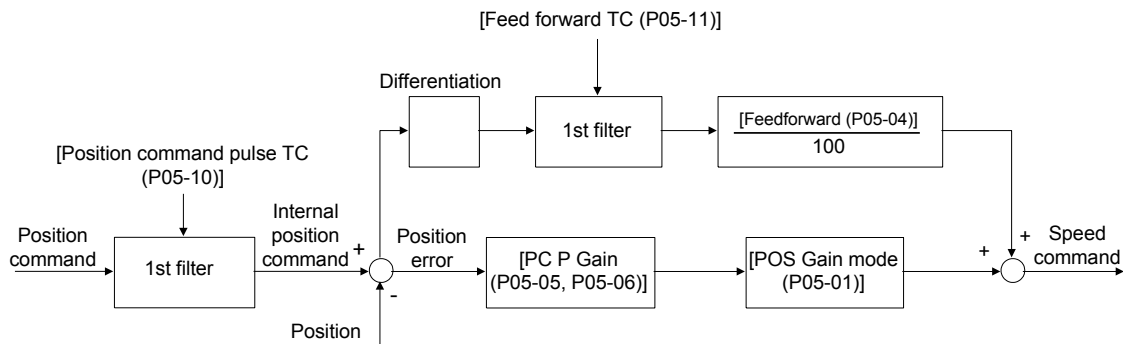 [Feed forward TC (P05-11)]
Differentiation
1st filter
[Feedforward (P05-04)]
100
[Position command pulse TC
(P05-10)]
Position
command
1st filter
Internal
position
command
+
-
Position
Position
error
[PC P Gain
(P05-05, P05-06)]
[POS Gain mode
(P05-01)]
+
+
Speed
command